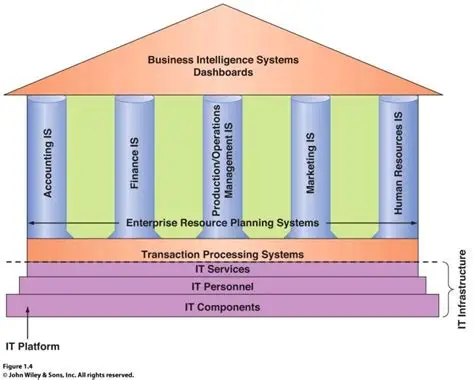 Business Intelligence Systems
Dashboards
Accounting IS
Finance IS
Production/Operations
Management IS
Marketing IS
Human Resources IS
Enterprise Resource Planning Systems
Transaction Processing Systems
IT Services
IT Personnel
IT Components
IT Infrastructure
IT Platform
Figure 1.4
© John Wiley & Sons, Inc. All rights reserved.